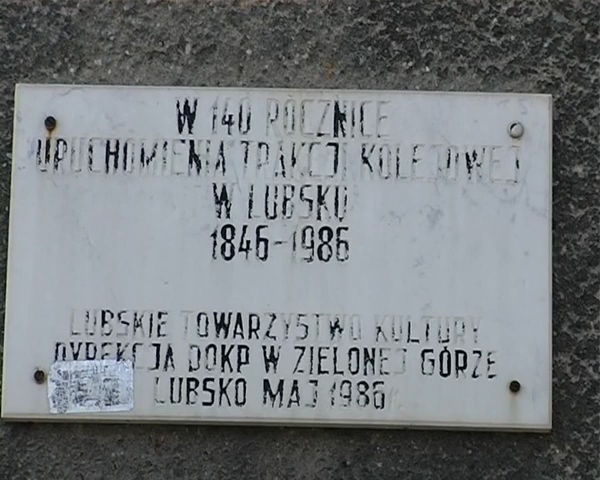 W 140 ROCZNICE
URUCHOMIENIA TRAKCJI KOLEJOWEJ
W LUBSKU
1846-1986
LUBSKIE TOWARZYSTWO KULTURY
DYREKCJA DOKP W ZIELONEJ GÓRZE
LUBSKO MAJ 1986